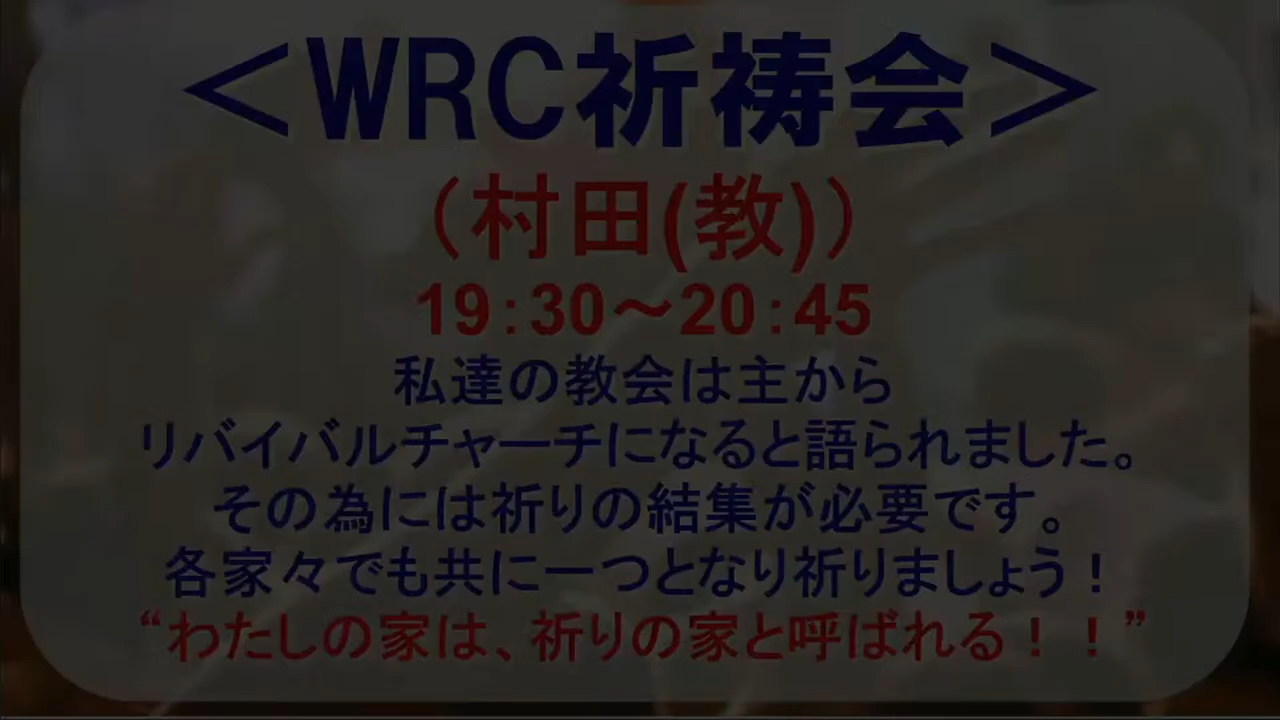 ＜WRC祈祷会＞
（村田(教)）
19：30～20：45
私達の教会は主から
リバイバルチャーチになると語られました。
その為には祈りの結集が必要です。
各家々でも共に一つとなり祈りましょう！
“わたしの家は、祈りの家と呼ばれる！！”